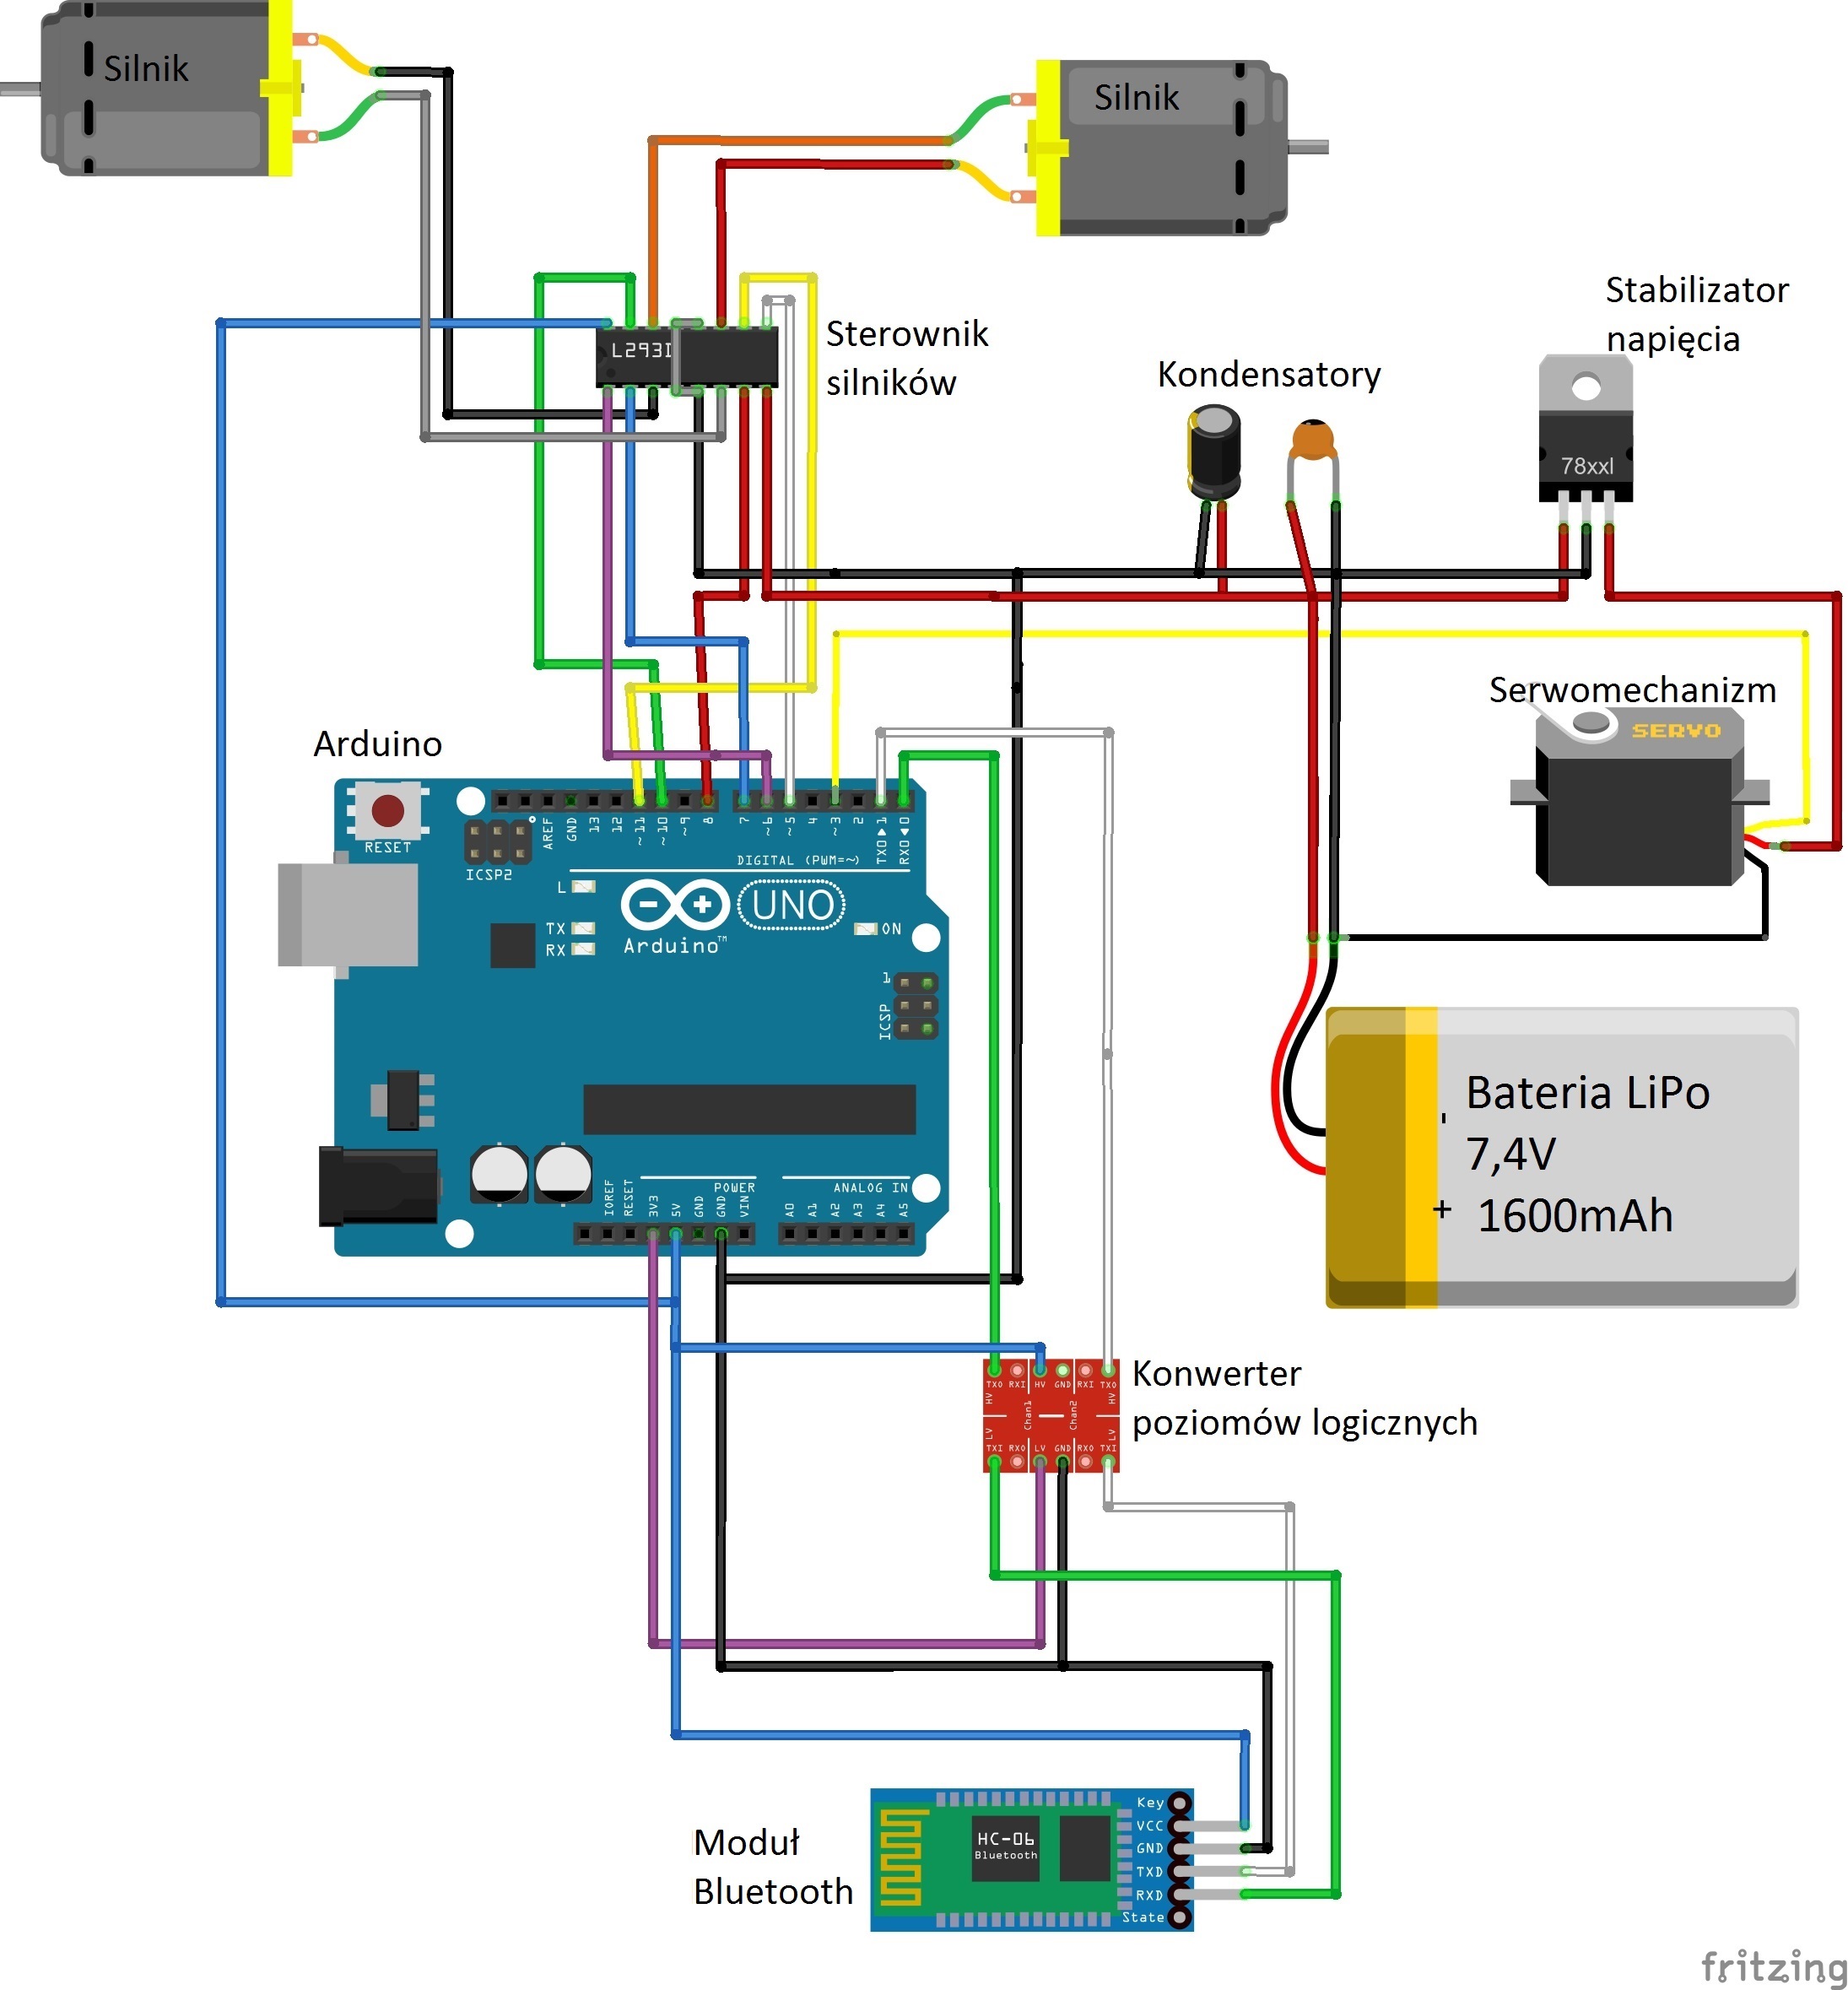 Silnik
Silnik
L293D
Sterownik
silników
Kondensatory
Stabilizator
napięcia
78xxl
Serwomechanizm
SERVO
Arduino
RESET
ICSP2
AREF
GND
13
12
~11
~10
~9
8
7
~6
~5
4
~3
2
TX0 ▶ 1
RX0 ◀ 0
DIGITAL (PWM=~)
L
TX
RX
UNO
Arduino™
ON
1
ICSP
Bateria LiPo
7,4V
1600mAh
-
+
POWER
ANALOG IN
IOREF
RESET
3V3
5V
GND
GND
VIN
A0
A1
A2
A3
A4
A5
Konwerter
poziomów logicznych
TXO
RXI
HV
GND
RXI
TXO
HV
HV
Chan1
Chan2
LV
LV
TXI
RXO
LV
GND
RXO
TXI
Moduł
Bluetooth
HC-06
Bluetooth
Key
VCC
GND
TXD
RXD
State
fritzing